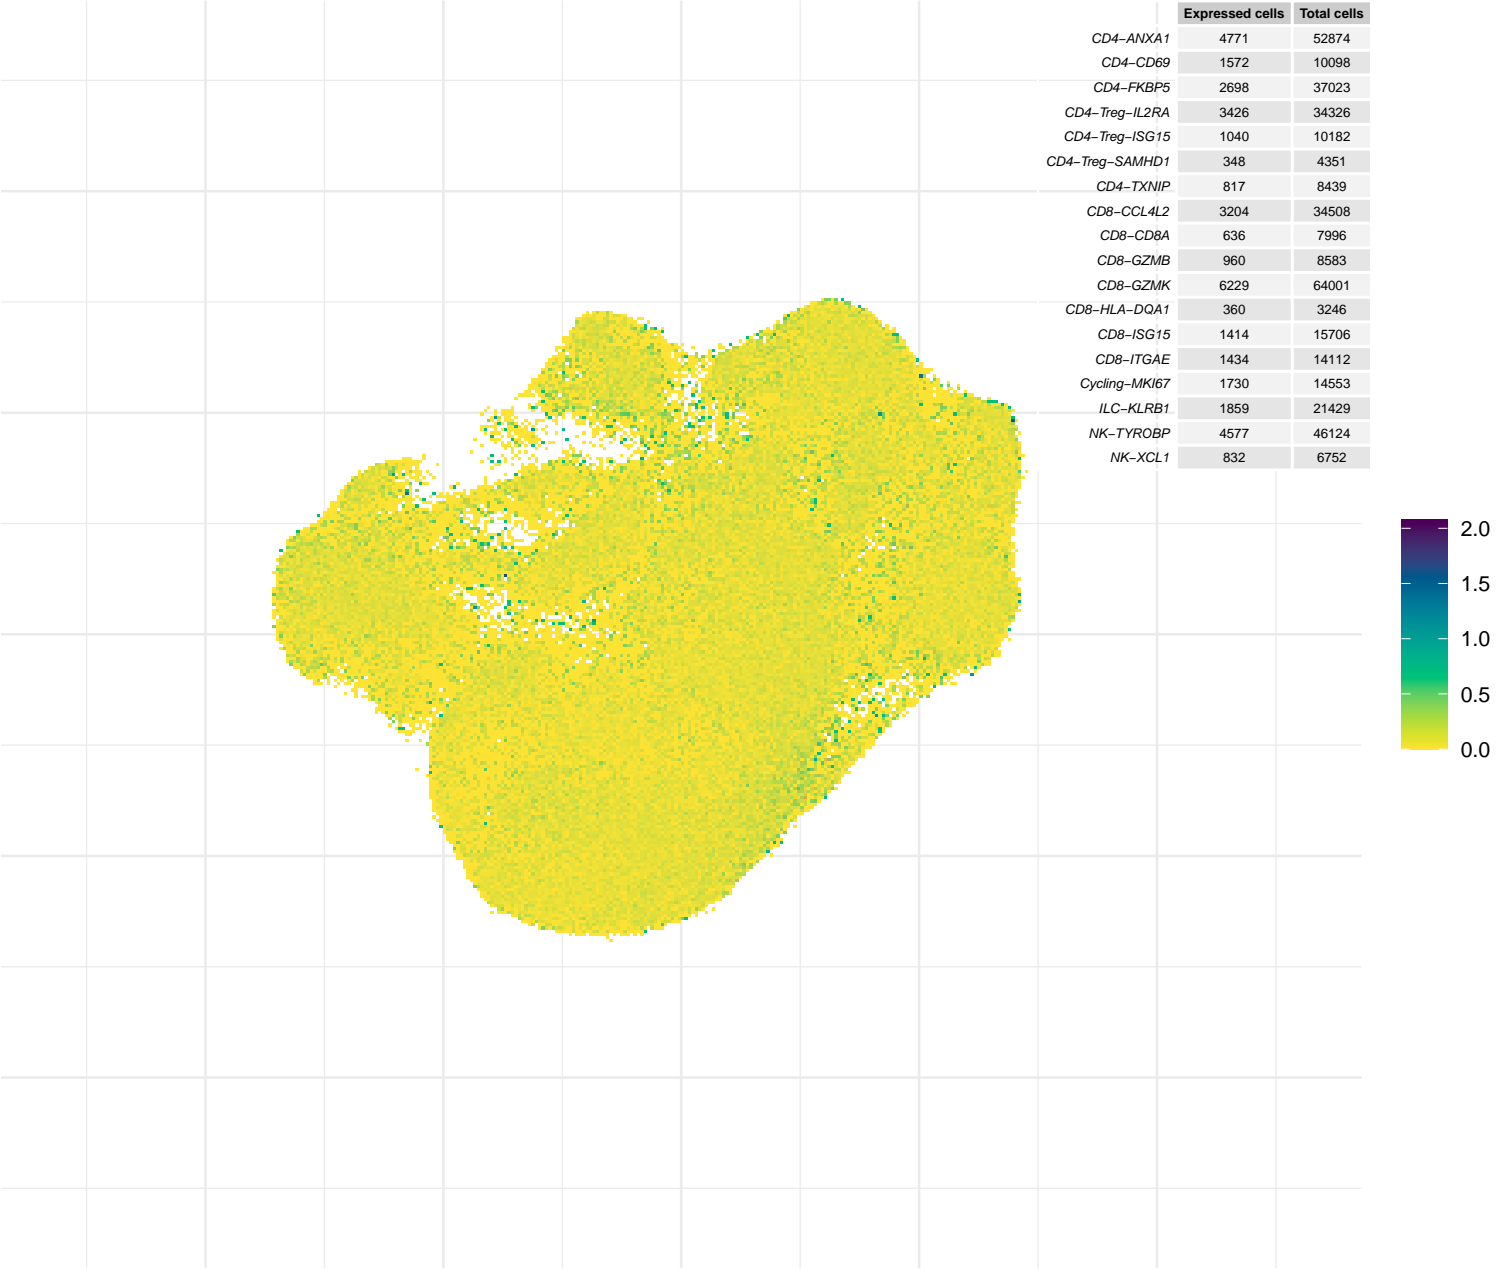 Expressed cells Total cells
CD4−ANXA1 4771 52874
CD4−CD69 1572 10098
CD4−FKBP5 2698 37023
CD4−Treg−IL2RA 3426 34326
CD4−Treg−ISG15 1040 10182
CD4−Treg−SAMHD1 348 4351
CD4−TXNIP 817 8439
CD8−CCL4L2 3204 34508
CD8−CD8A 636 7996
CD8−GZMB 960 8583
CD8−GZMK 6229 64001
CD8−HLA−DQA1 360 3246
CD8−ISG15 1414 15706
CD8−ITGAE 1434 14112
Cycling−MKI67 1730 14553
ILC−KLRB1 1859 21429
NK−TYROBP 4577 46124
NK−XCL1 832 6752
2.0
1.5
1.0
0.5
0.0